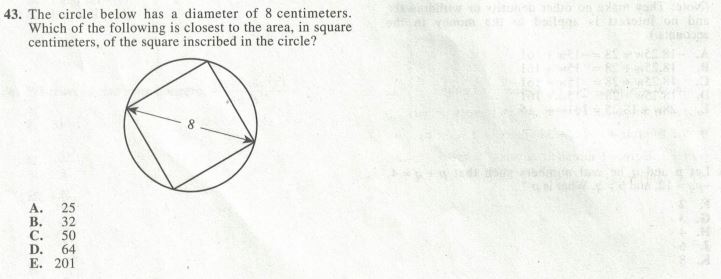 43. The circle below has a diameter of 8 centimeters.
Which of the following is closest to the area, in square
centimeters, of the square inscribed in the circle?
8
A. 25
B. 32
C. 50
D. 64
E. 201